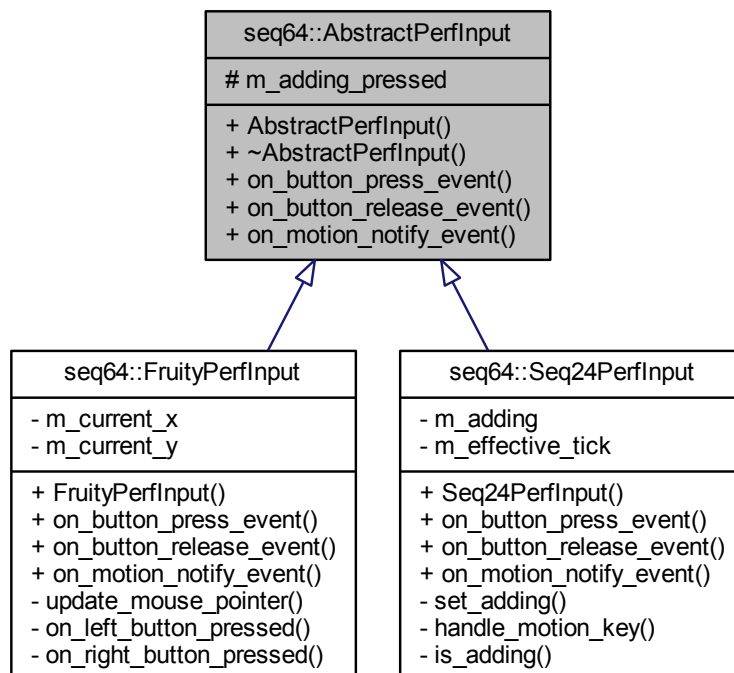 seq64::AbstractPerfInput
# m_adding_pressed
+ AbstractPerfInput()
+ ~AbstractPerfInput()
+ on_button_press_event()
+ on_button_release_event()
+ on_motion_notify_event()
seq64::FruityPerfInput
- m_current_x
- m_current_y
+ FruityPerfInput()
+ on_button_press_event()
+ on_button_release_event()
+ on_motion_notify_event()
- update_mouse_pointer()
- on_left_button_pressed()
- on_right_button_pressed()
seq64::Seq24PerfInput
- m_adding
- m_effective_tick
+ Seq24PerfInput()
+ on_button_press_event()
+ on_button_release_event()
+ on_motion_notify_event()
- set_adding()
- handle_motion_key()
- is_adding()